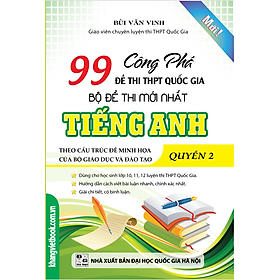 BÙI VĂN VINH
Giáo viên chuyên luyện thi THPT Quốc Gia
Mới!
99 Công Phá
ĐỀ THI THPT QUỐC GIA
BỘ ĐỀ THI MỚI NHẤT
TIẾNG ANH
THEO CẤU TRÚC ĐỀ MINH HỌA
CỦA BỘ GIÁO DỤC VÀ ĐÀO TẠO
QUYỂN 2
Dùng cho học sinh lớp 10, 11, 12 luyện thi THPT Quốc Gia.
Hướng dẫn cách viết bài luận nhanh, chính xác nhất.
Giải chi tiết, có bình luận.
khangvietbook.com.vn
NHÀ XUẤT BẢN ĐẠI HỌC QUỐC GIA HÀ NỘI